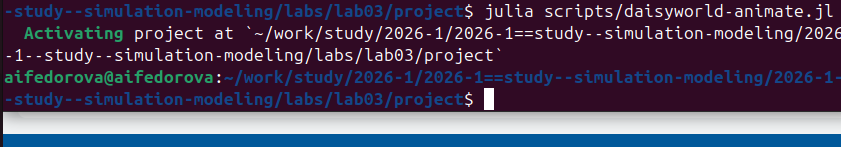 -study--simulation-modeling/labs/lab03/project$ julia scripts/daisyworld-animate.jl
Activating project at `~/work/study/2026-1/2026-1==study--simulation-modeling/2026
-1--study--simulation-modeling/labs/lab03/project`
aifedorova@aifedorova:~/work/study/2026-1/2026-1==study--simulation-modeling/2026-1-
-study--simulation-modeling/labs/lab03/project$